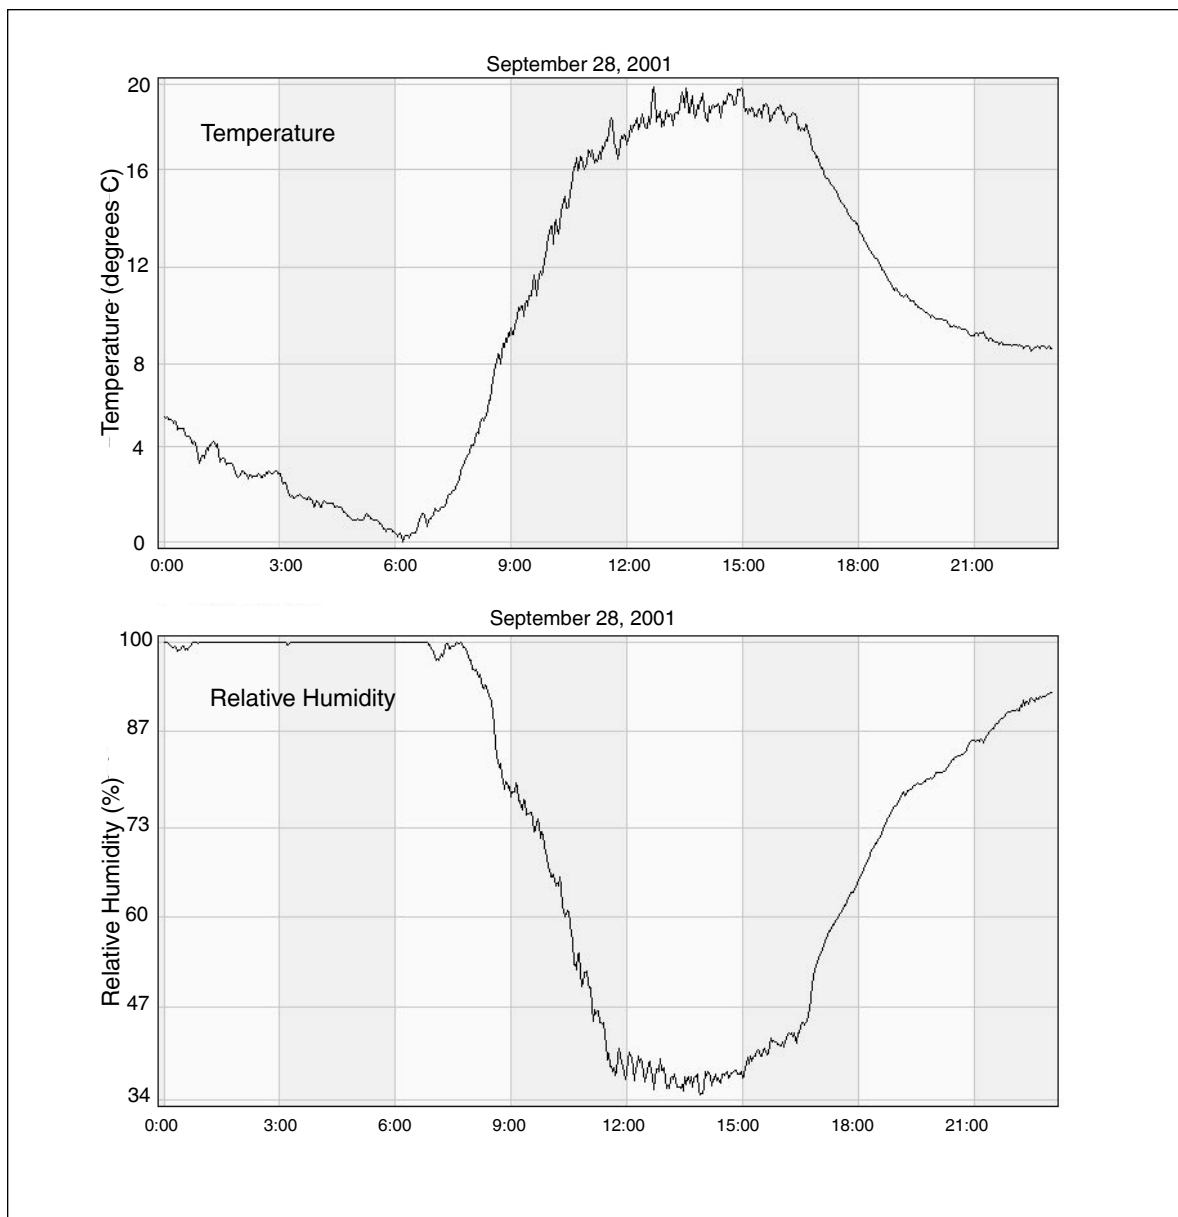 September 28, 2001
Temperature
Temperature (degrees C)
20
16
12
8
4
0
0:00 3:00 6:00 9:00 12:00 15:00 18:00 21:00
September 28, 2001
Relative Humidity
Relative Humidity (%)
100
87
73
60
47
34
0:00 3:00 6:00 9:00 12:00 15:00 18:00 21:00